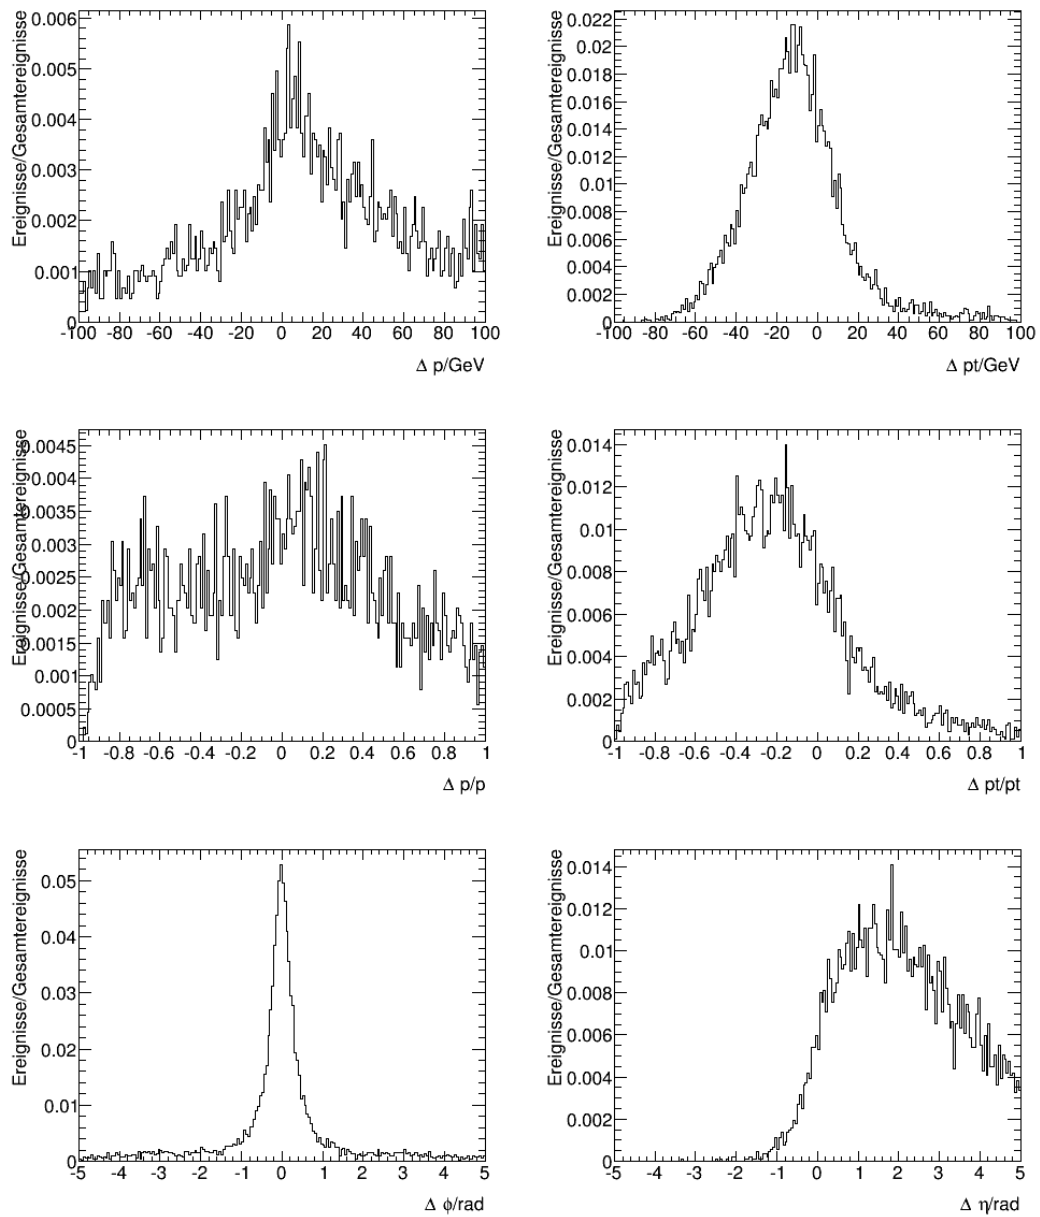 Ereignisse/Gesamtereignisse
0.006
0.005
0.004
0.003
0.002
0.001
0
-100 -80 -60 -40 -20 0 20 40 60 80 100
Δ p/GeV
Ereignisse/Gesamtereignisse
0.022
0.02
0.018
0.016
0.014
0.012
0.01
0.008
0.006
0.004
0.002
0
-100 -80 -60 -40 -20 0 20 40 60 80 100
Δ pt/GeV
Ereignisse/Gesamtereignisse
0.0045
0.004
0.0035
0.003
0.0025
0.002
0.0015
0.001
0.0005
0
-1 -0.8 -0.6 -0.4 -0.2 0 0.2 0.4 0.6 0.8 1
Δ p/p
Ereignisse/Gesamtereignisse
0.014
0.012
0.01
0.008
0.006
0.004
0.002
0
-1 -0.8 -0.6 -0.4 -0.2 0 0.2 0.4 0.6 0.8 1
Δ pt/pt
Ereignisse/Gesamtereignisse
0.05
0.04
0.03
0.02
0.01
0
-5 -4 -3 -2 -1 0 1 2 3 4 5
Δ ϕ/rad
Ereignisse/Gesamtereignisse
0.014
0.012
0.01
0.008
0.006
0.004
0.002
0
-5 -4 -3 -2 -1 0 1 2 3 4 5
Δ η/rad